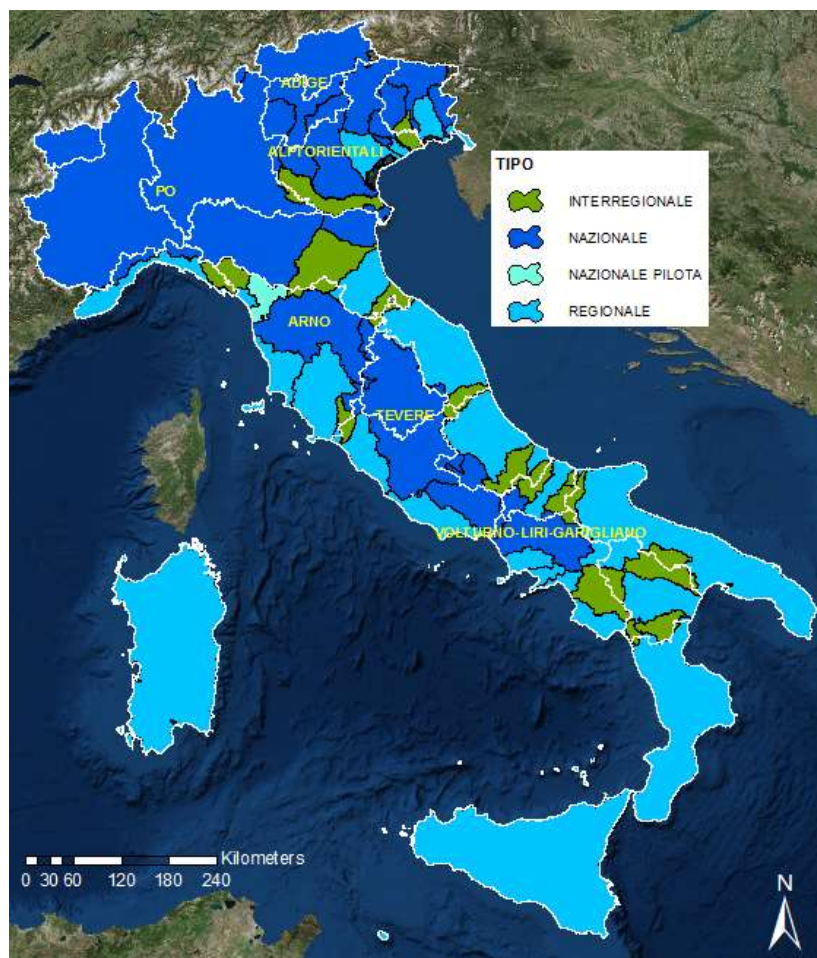 ADIGE
ALPI ORIENTALI
PO
TIPO
INTERREGIONALE
NAZIONALE
NAZIONALE PILOTA
REGIONALE
ARNO
TEVERE
VOLTURNO-LIRI-GARIGLIANO
Kilometers
0 30 60 120 180 240
N